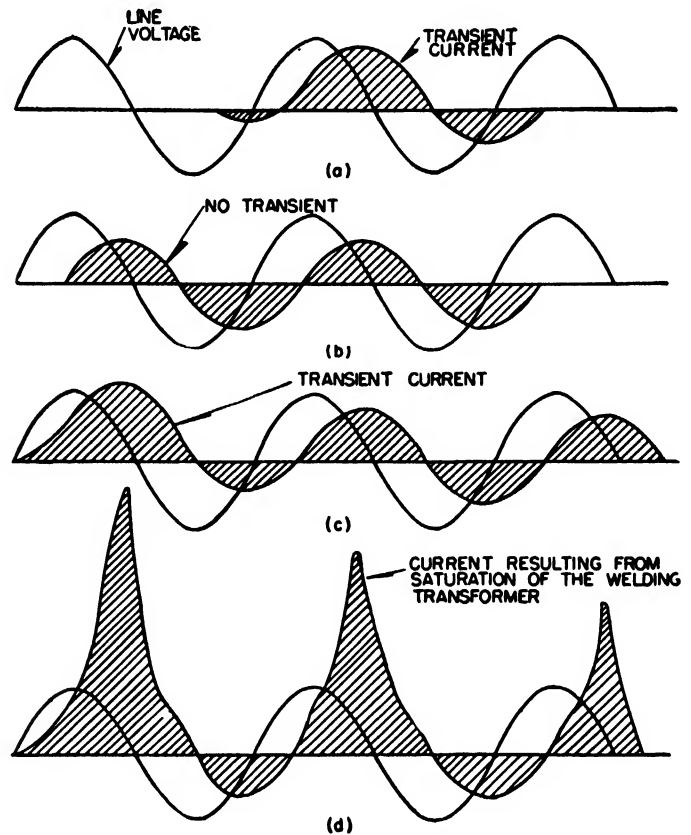 LINE
VOLTAGE
TRANSIENT
CURRENT
(a)
NO TRANSIENT
(b)
TRANSIENT CURRENT
(c)
CURRENT RESULTING FROM
SATURATION OF THE WELDING
TRANSFORMER
(d)